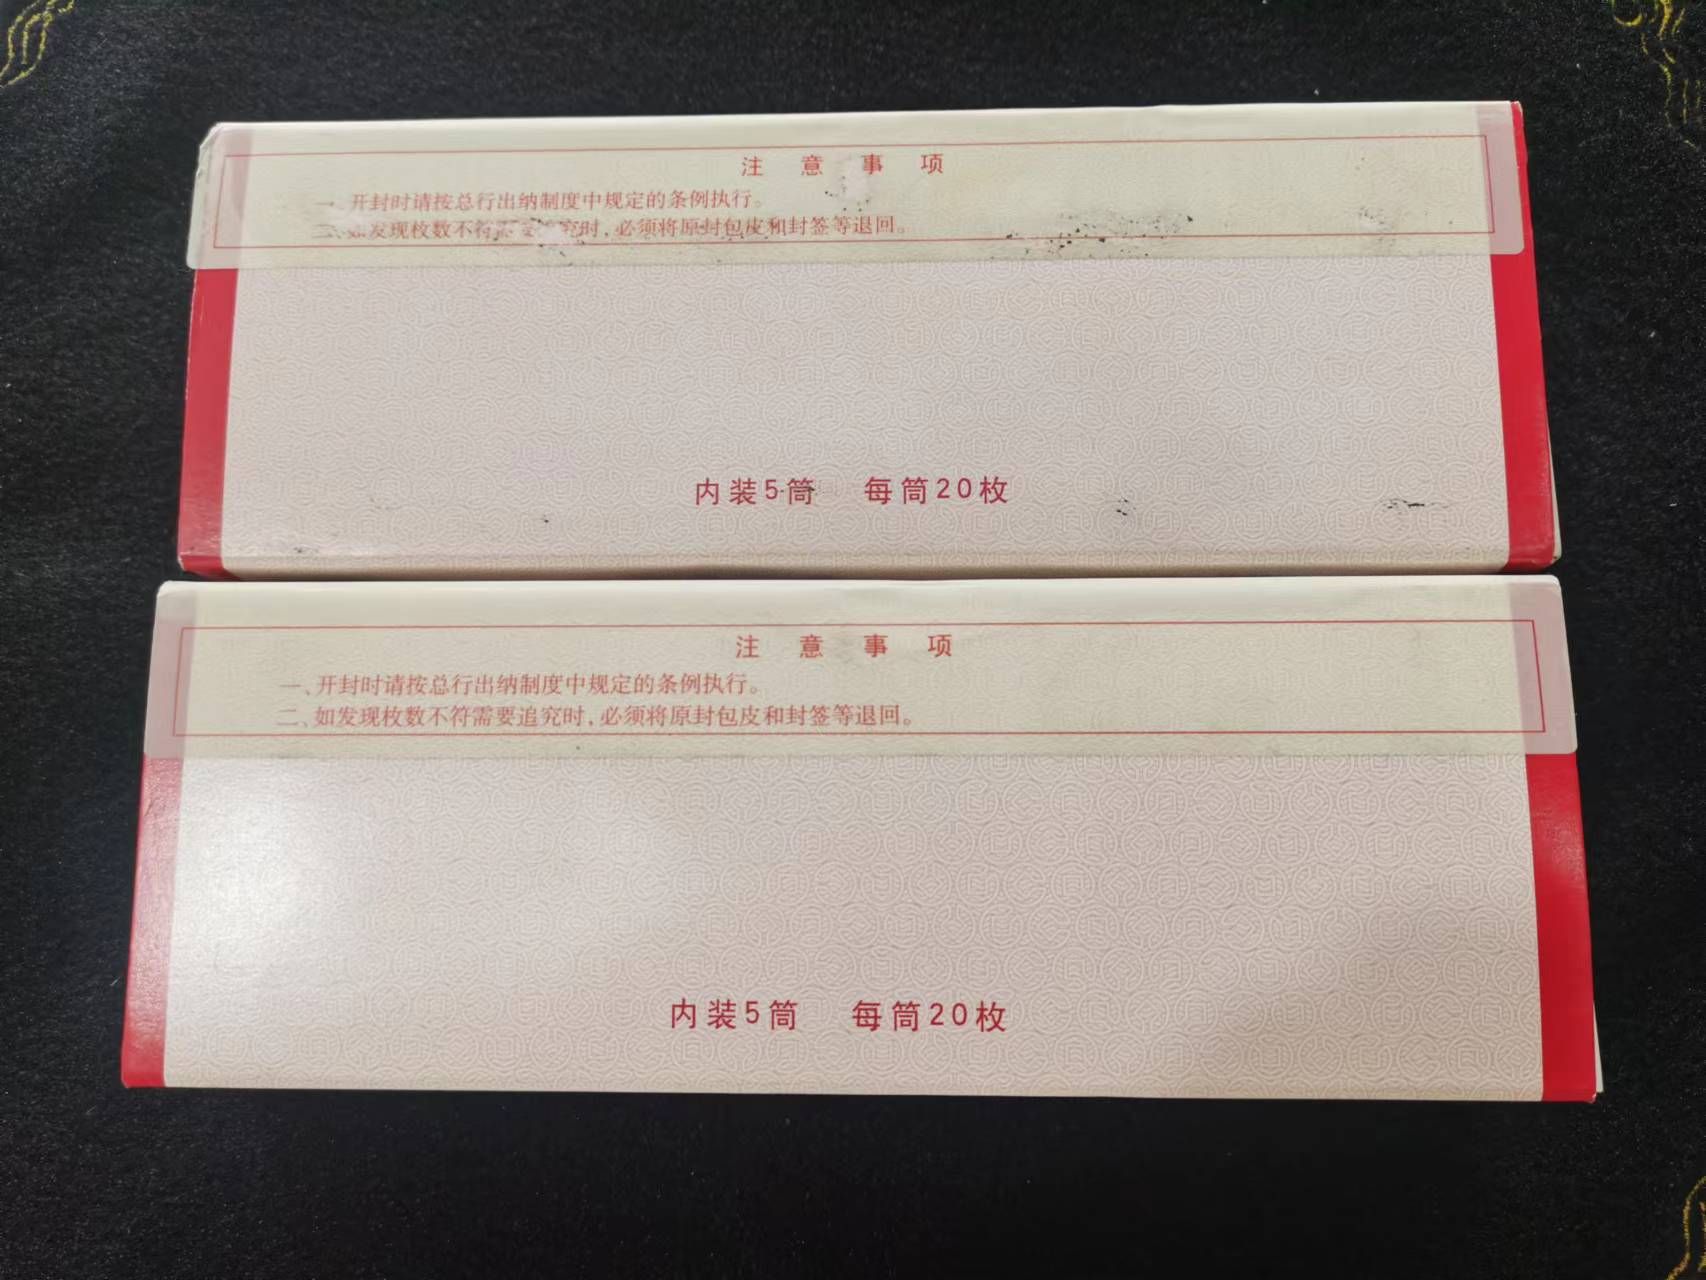 注意事项
一、开封时请按总行出纳制度中规定的条例执行。
二、如发现枚数不符需要追究时，必须将原封包皮和封签等退回。
内装5筒 每筒20枚
注意事项
一、开封时请按总行出纳制度中规定的条例执行。
二、如发现枚数不符需要追究时，必须将原封包皮和封签等退回。
内装5筒 每筒20枚